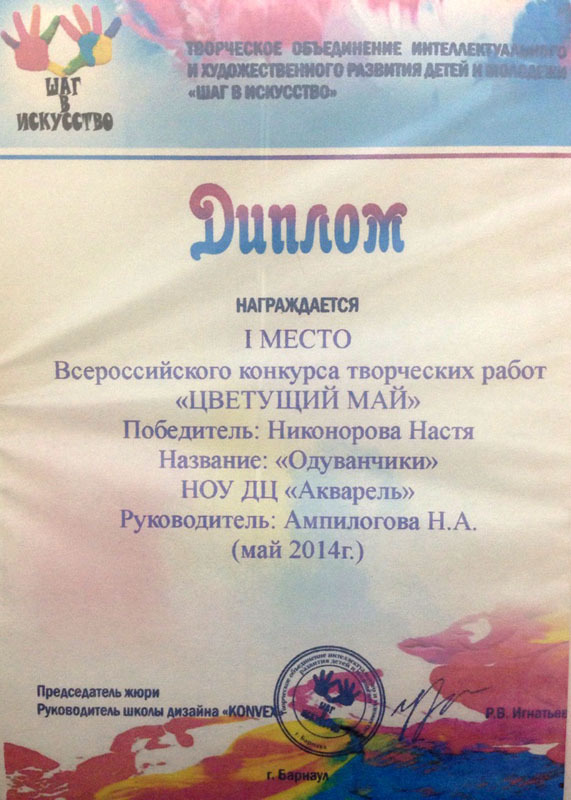 ШАГ
В
ИСКУССТВО
ТВОРЧЕСКОЕ ОБЪЕДИНЕНИЕ ИНТЕЛЛЕКТУАЛЬНОГО
И ХУДОЖЕСТВЕННОГО РАЗВИТИЯ ДЕТЕЙ И МОЛОДЕЖИ
«ШАГ В ИСКУССТВО»
Диплом
НАГРАЖДАЕТСЯ
I МЕСТО
Всероссийского конкурса творческих работ
«ЦВЕТУЩИЙ МАЙ»
Победитель: Никонорова Настя
Название: «Одуванчики»
НОУ ДЦ «Акварель»
Руководитель: Ампилогова Н.А.
(май 2014г.)
Председатель жюри
Руководитель школы дизайна «KONVEX»
Р.В. Игнатьев
ШАГ
В
ИСКУССТВО
г. Барнаул